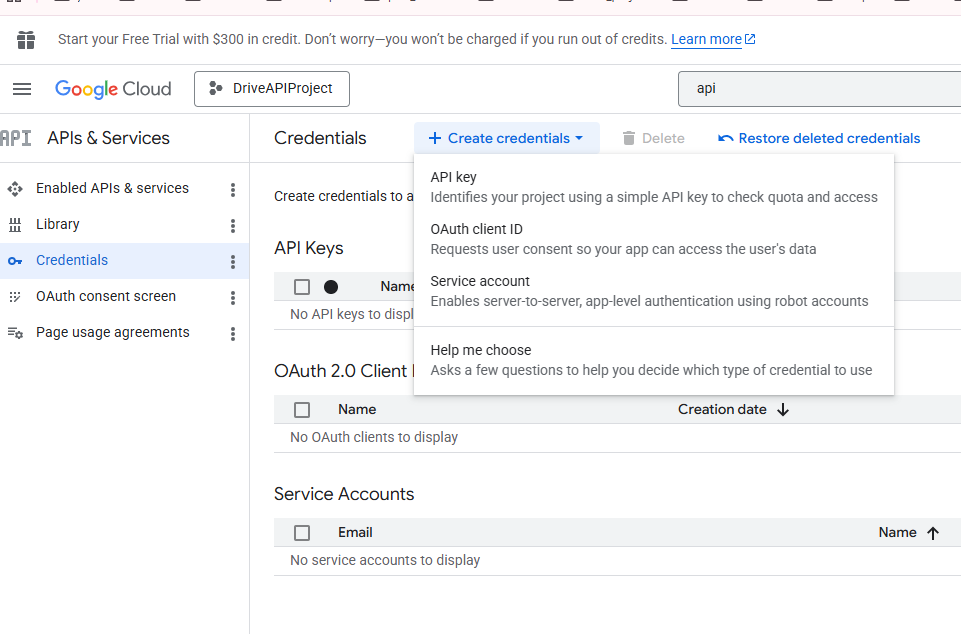 Start your Free Trial with $300 in credit. Don't worry—you won't be charged if you run out of credits. Learn more
Google Cloud
DriveAPIProject
api
API
APIs & Services
Credentials
Create credentials
Delete
Restore deleted credentials
Enabled APIs & services
Library
Credentials
OAuth consent screen
Page usage agreements
Create credentials to a
API key
Identifies your project using a simple API key to check quota and access
OAuth client ID
Requests user consent so your app can access the user's data
Service account
Enables server-to-server, app-level authentication using robot accounts
Help me choose
Asks a few questions to help you decide which type of credential to use
API Keys
Name
No API keys to displ
OAuth 2.0 Client
Name
Creation date
No OAuth clients to display
Service Accounts
Email
Name
No service accounts to display